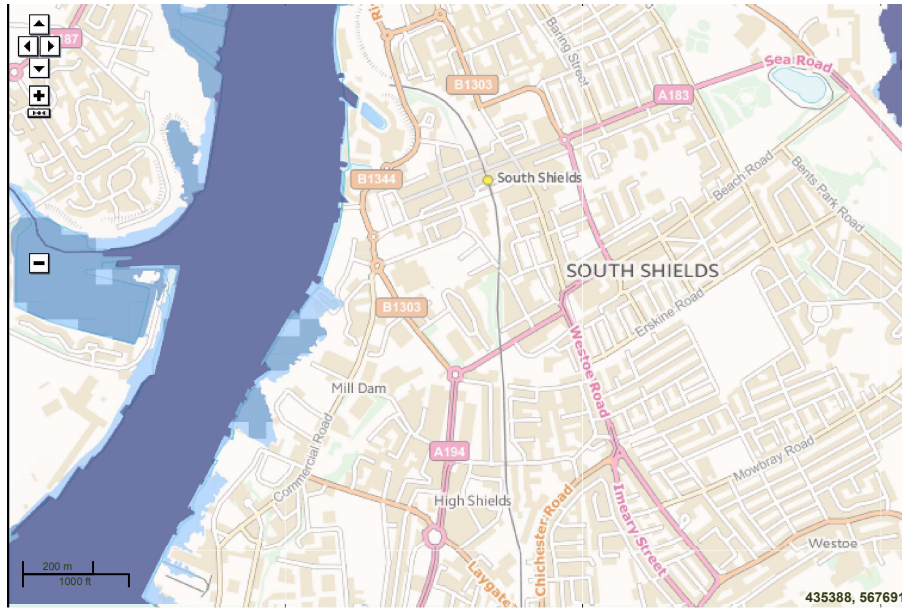 87
Ri
Baring Street
Sea Road
B1303
A183
Beach Road
Bents Park Road
B1344
South Shields
SOUTH SHIELDS
B1303
Erskine Road
Westoe Road
Mill Dam
Commercial Road
A194
Mowbray Road
High Shields
Chichester Road
Imeary Street
Westoe
Laygate
200 m
1000 ft
435388, 567691